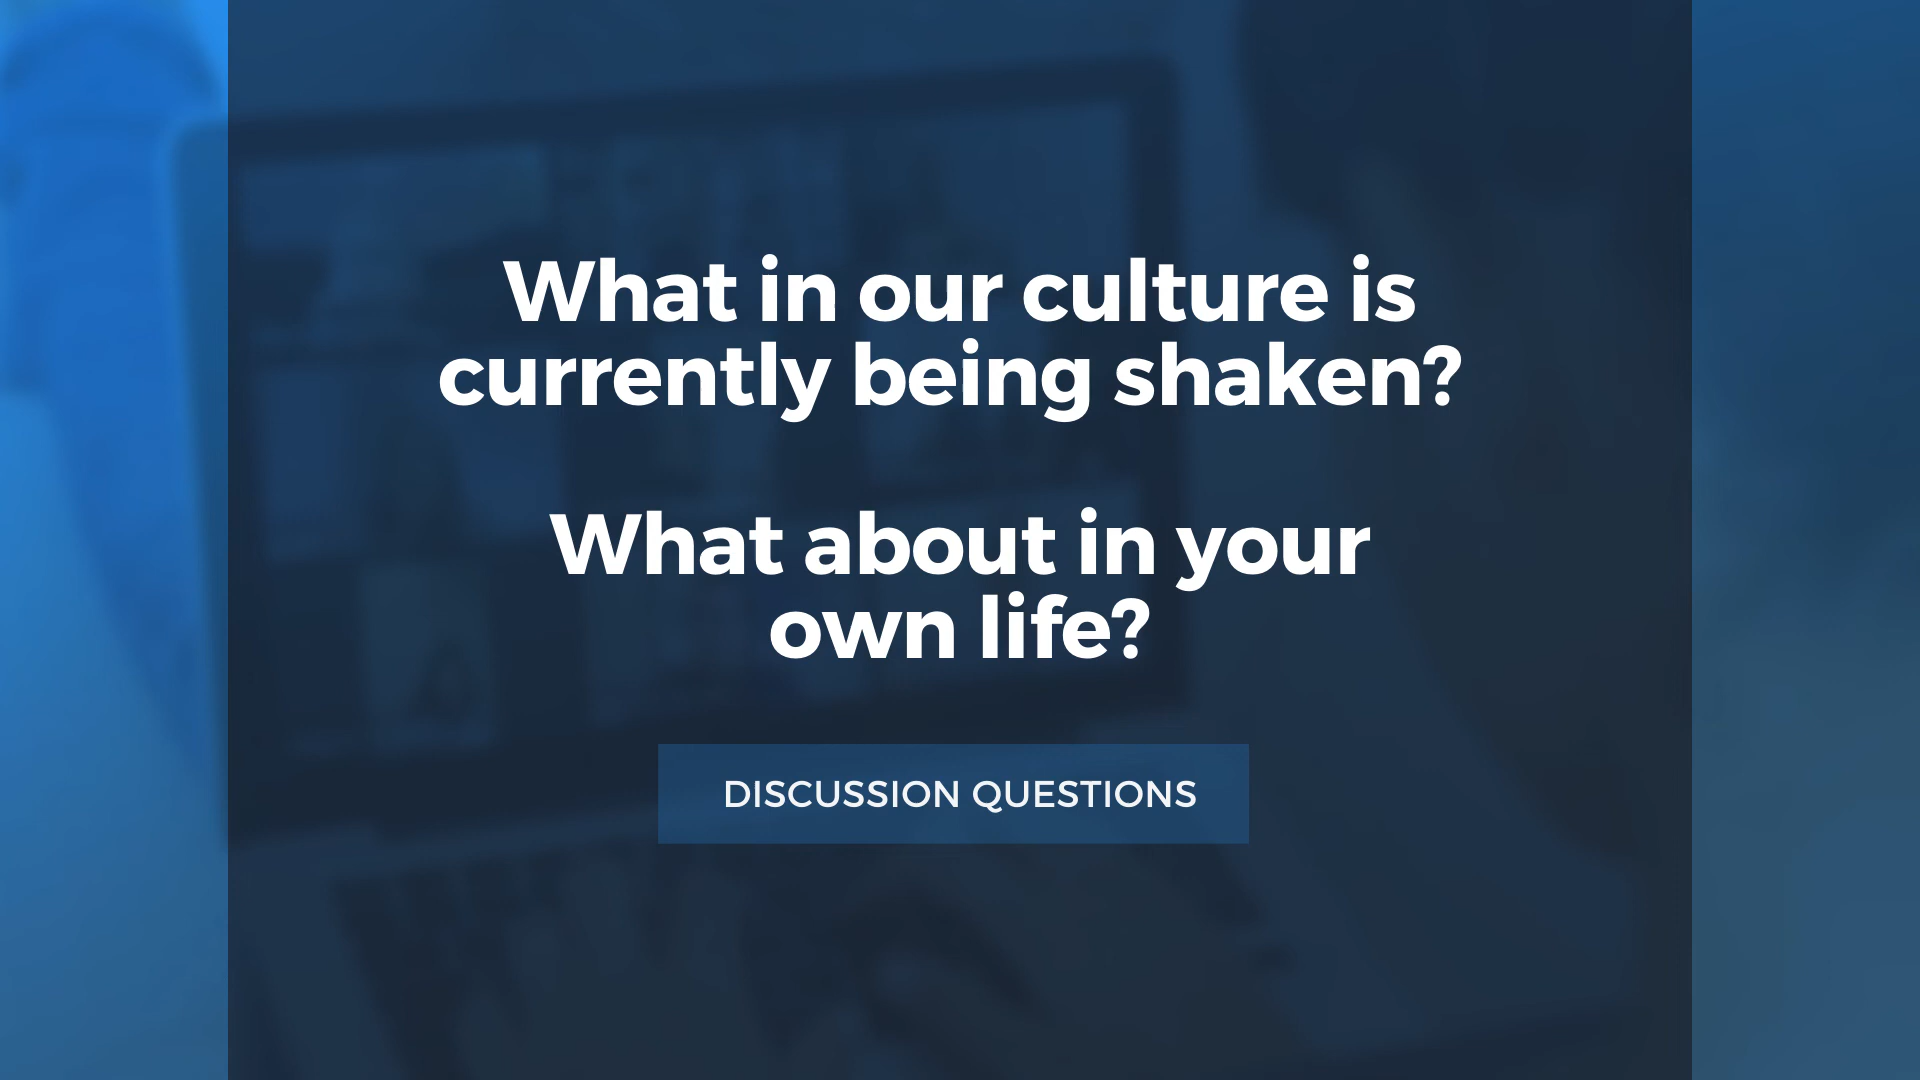 What in our culture is
currently being shaken?
What about in your
own life?
DISCUSSION QUESTIONS